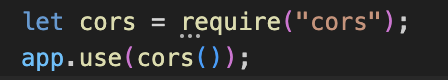 let cors = require("cors");
app.use(cors());